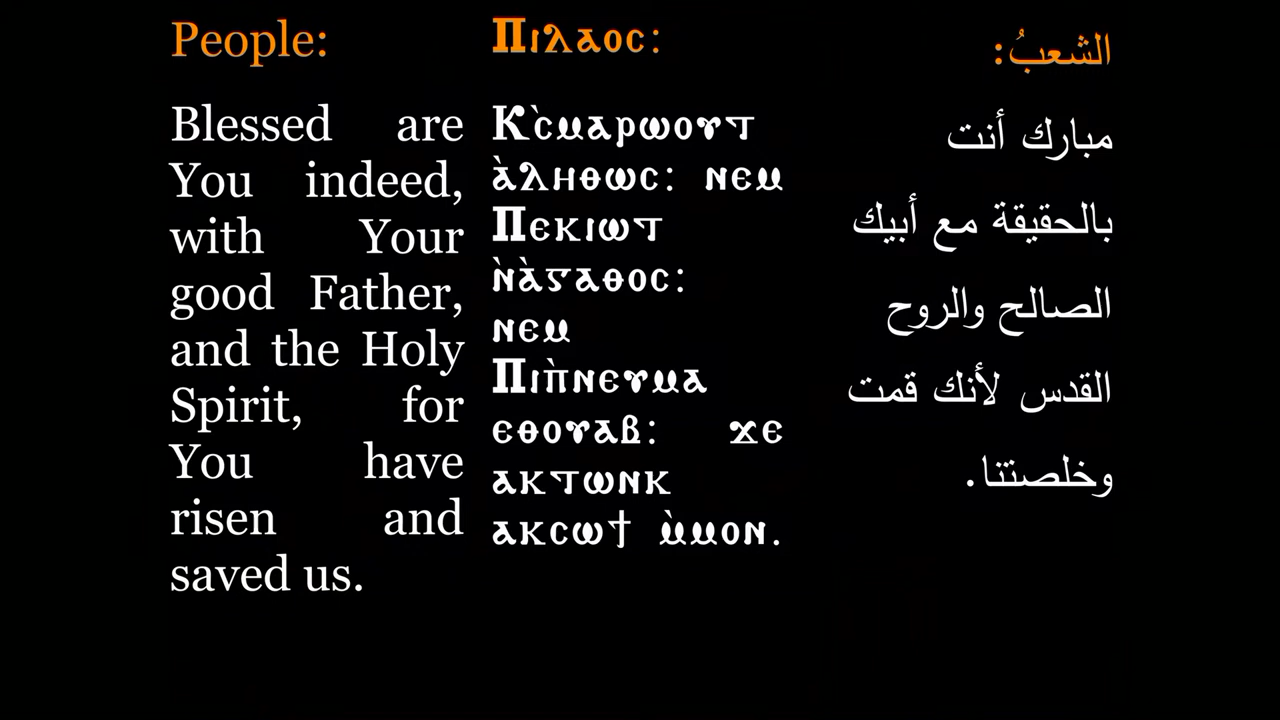 People:
Blessed are
You indeed,
with Your
good Father,
and the Holy
Spirit, for
You have
risen and
saved us.
Ⲡⲓⲗⲁⲟⲥ:
Ⲕ̀ⲥⲙⲁⲣⲱⲟⲩⲧ
ⲁ̀ⲗⲏⲑⲱⲥ: ⲛⲉⲙ
Ⲡⲉⲕⲓⲱⲧ
ⲛ̀ⲁ̀ⲅⲁⲑⲟⲥ:
ⲛⲉⲙ
Ⲡⲓⲡ̀ⲛⲉⲩⲙⲁ
ⲉⲑⲟⲩⲁⲃ: ϫⲉ
ⲁⲕⲧⲱⲛⲕ
ⲁⲕⲥⲱϯ ⲙ̀ⲙⲟⲛ.
الشعبُ:
مبارك أنت
بالحقيقة مع أبيك
الصالح والروح
القدس لأنك قمت
وخلصتنا.